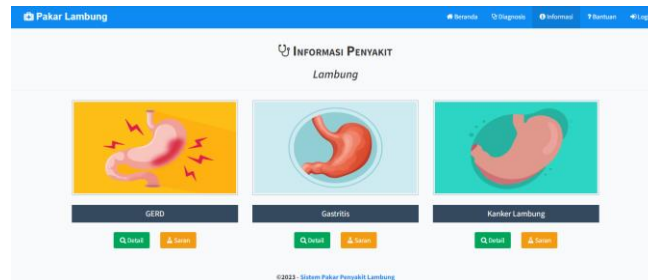 Pakar Lambung
Beranda Diagnosis Informasi Bantuan Log
INFORMASI PENYAKIT
Lambung
GERD Gastritis Kanker Lambung
Detail Saran Detail Saran Detail Saran
©2023 - Sistem Pakar Penyakit Lambung